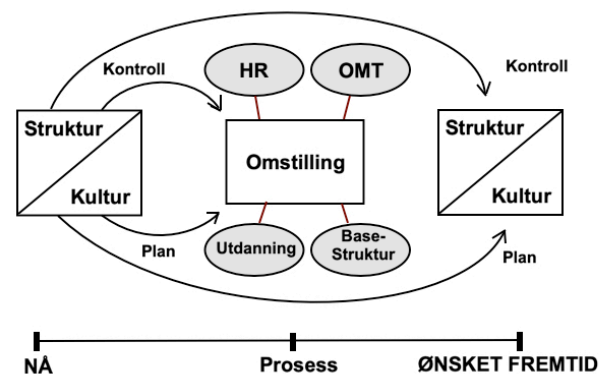 HR
OMT
Kontroll
Kontroll
Struktur
Kultur
Omstilling
Struktur
Kultur
Plan
Utdanning
Base-
Struktur
Plan
NÅ
Prosess
ØNSKET FREMTID